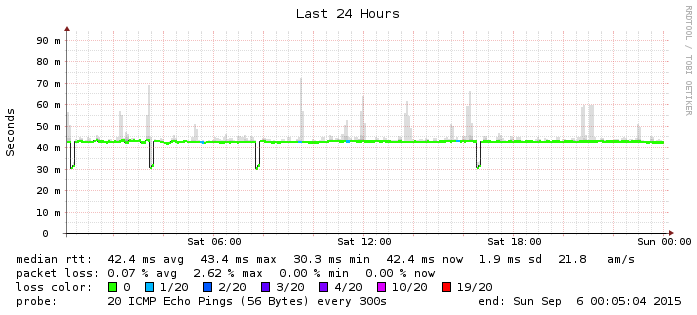 Last 24 Hours
RRDTOOL / TOBI OETIKER
Seconds
90 m
80 m
70 m
60 m
50 m
40 m
30 m
20 m
10 m
0
Sat 06:00 Sat 12:00 Sat 18:00 Sun 00:00
median rtt: 42.4 ms avg 43.4 ms max 30.3 ms min 42.4 ms now 1.9 ms sd 21.8 am/s
packet loss: 0.07 % avg 2.62 % max 0.00 % min 0.00 % now
loss color: 0 1/20 2/20 3/20 4/20 10/20 19/20
probe: 20 ICMP Echo Pings (56 Bytes) every 300s end: Sun Sep 6 00:05:04 2015